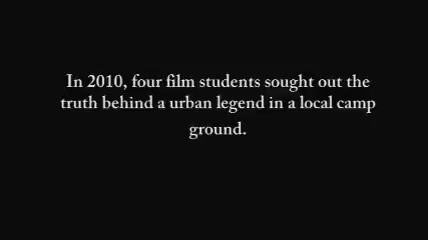 In 2010, four film students sought out the
truth behind a urban legend in a local camp
ground.